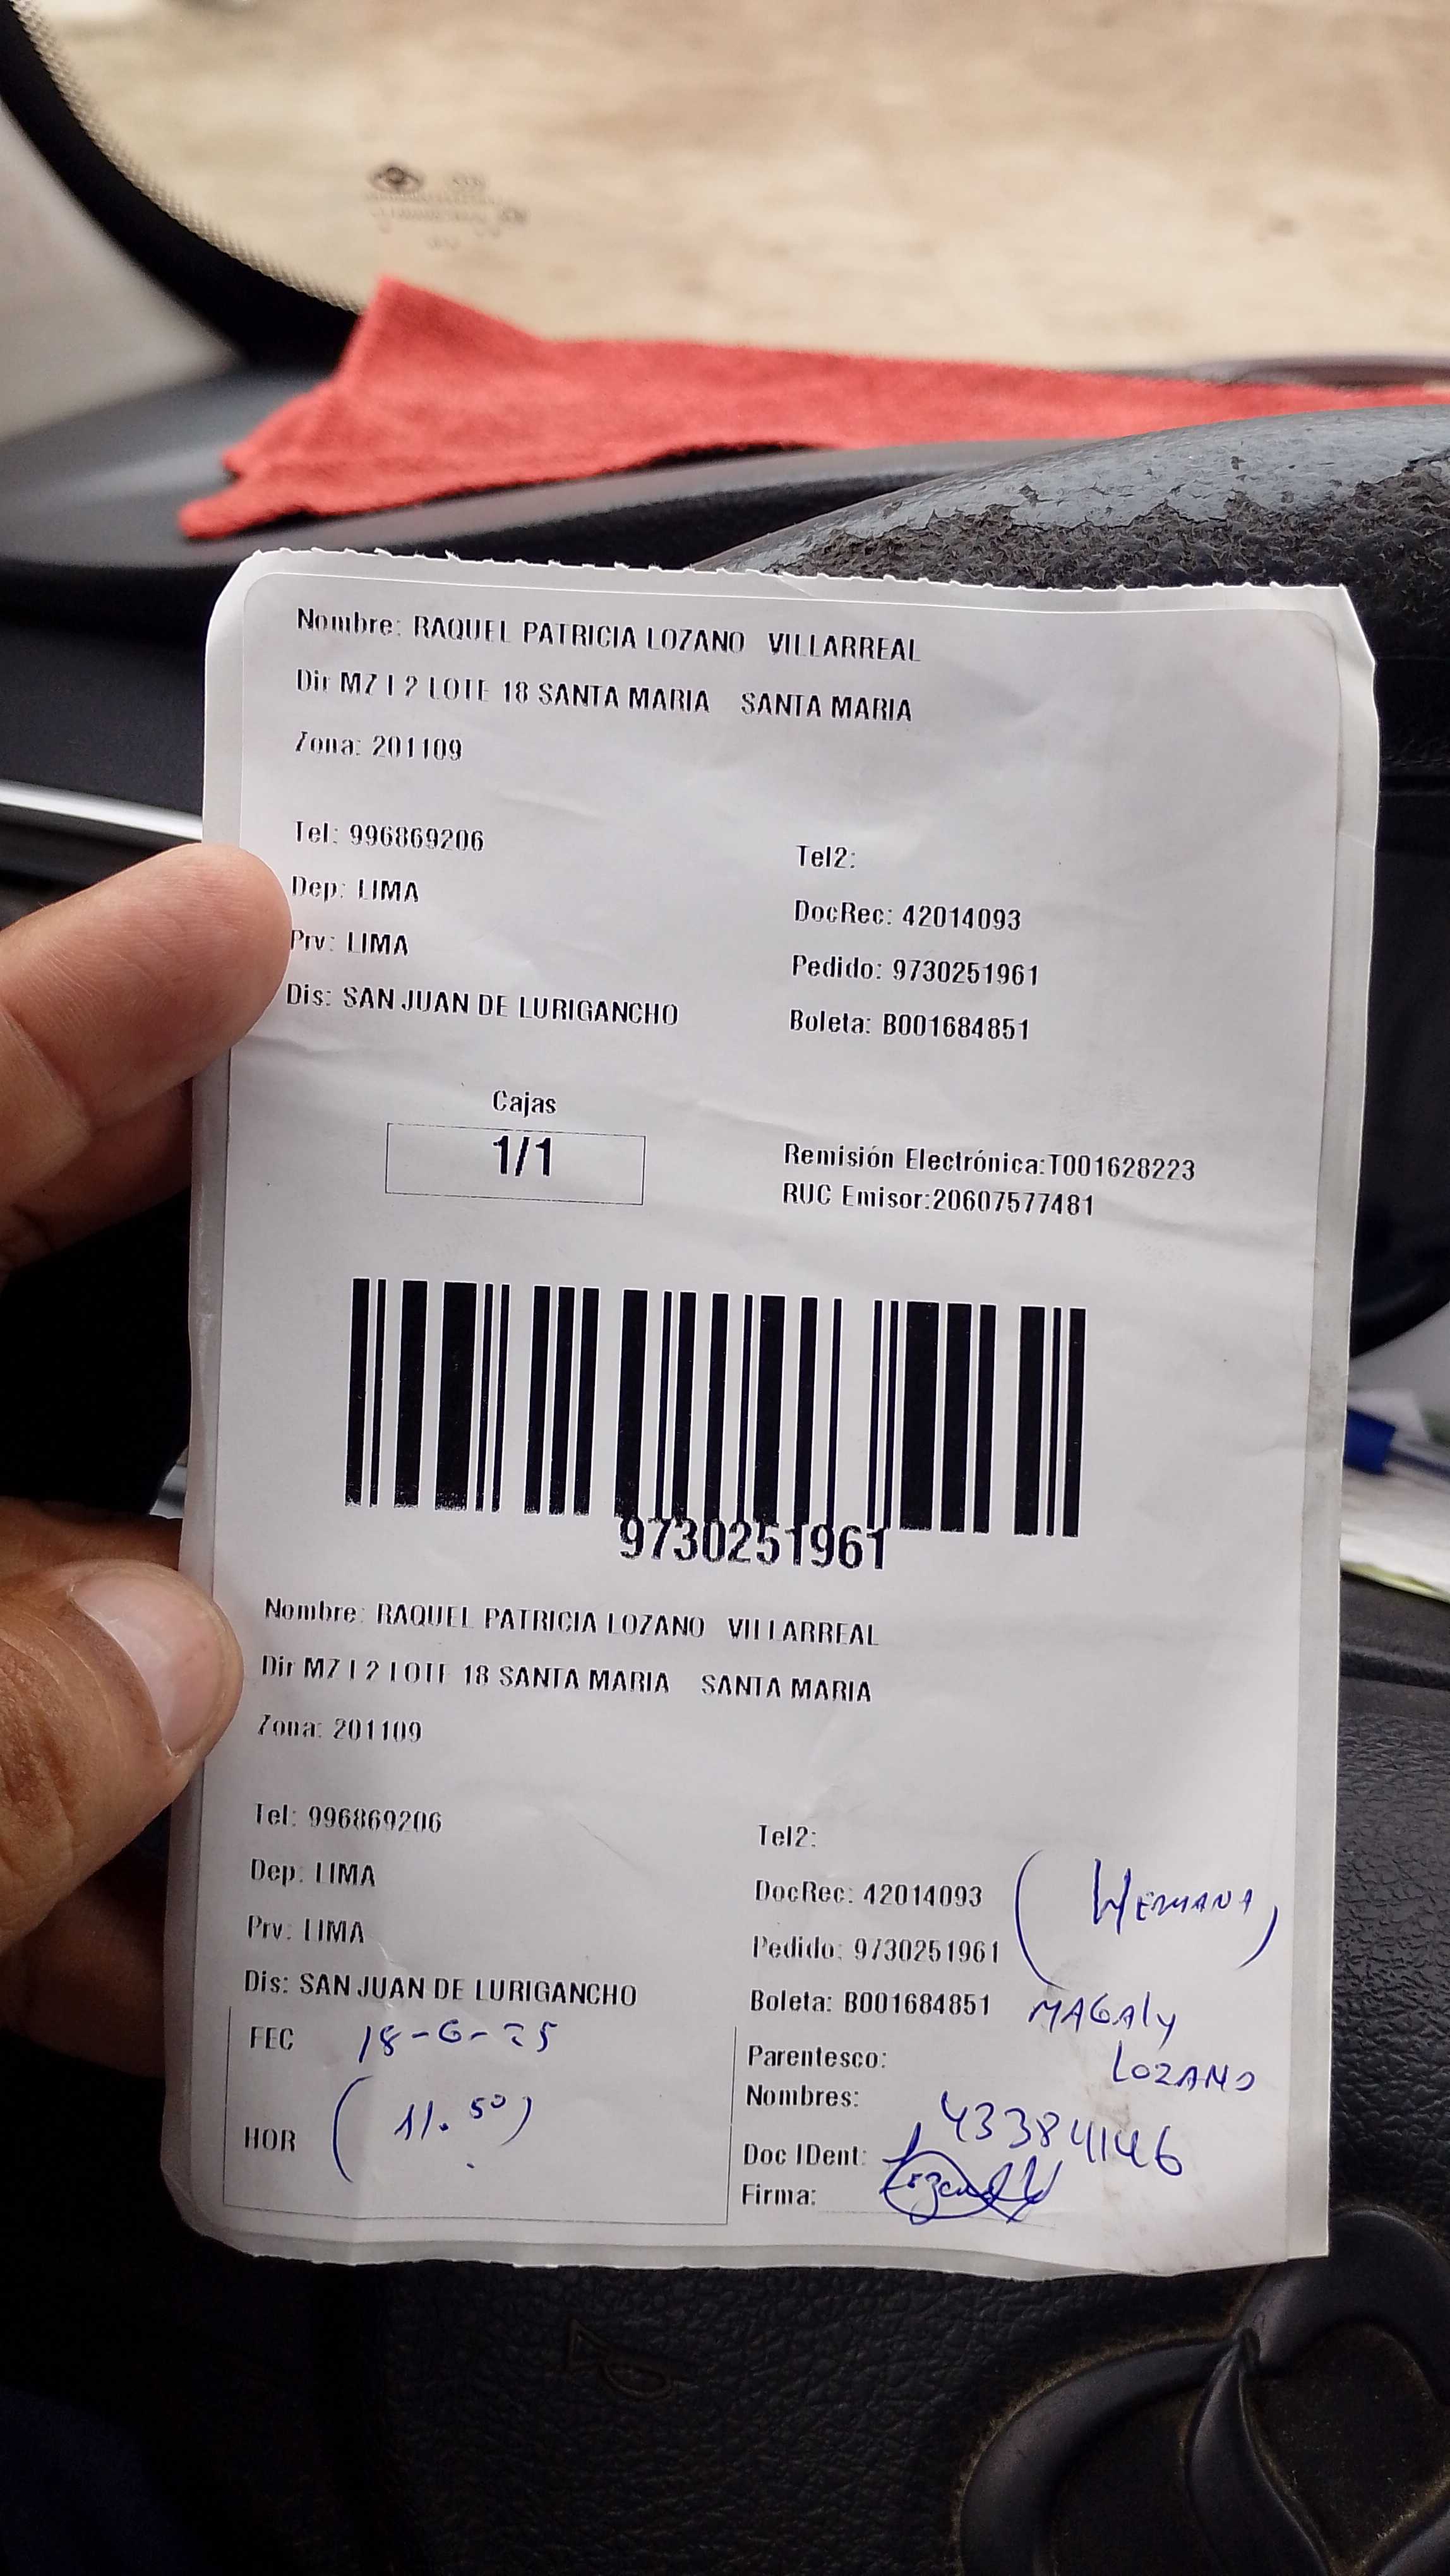 Nombre: RAQUEL PATRICIA LOZANO VILLARREAL
Dir MZ I 2 LOTE 18 SANTA MARIA SANTA MARIA
Zona: 201109
Tel: 996869206 Tel2:
Dep: LIMA DocRec: 42014093
Prv: LIMA Pedido: 9730251961
Dis: SAN JUAN DE LURIGANCHO Boleta: B001684851
Cajas
1/1
Remisión Electrónica:T001628223
RUC Emisor:20607577481
9730251961
Nombre: RAQUEL PATRICIA LOZANO VILLARREAL
Dir MZ I 2 LOTE 18 SANTA MARIA SANTA MARIA
Zona: 201109
Tel: 996869206 Tel2:
Dep: LIMA DocRec: 42014093 (HERMANA)
Prv: LIMA Pedido: 9730251961
Dis: SAN JUAN DE LURIGANCHO Boleta: B001684851 MAGALY
FEC 18-6-25 Parentesco: LOZANO
Nombres:
HOR (11.50) Doc IDent: 43384146
Firma: